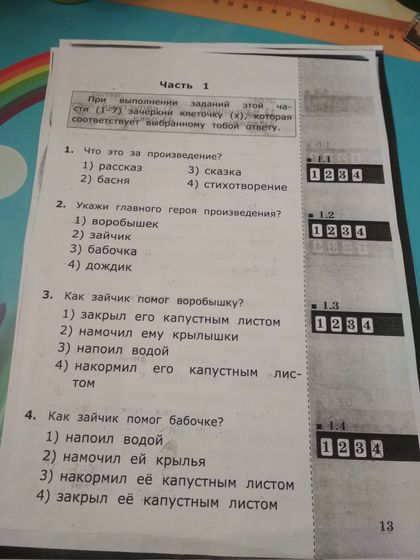 Часть 1
При выполнении заданий этой ча-
сти (1–7) зачеркни клеточку (х), которая
соответствует выбранному тобой ответу.
1. Что это за произведение?
1) рассказ 3) сказка
2) басня 4) стихотворение
1.1
1 2 3 4
2. Укажи главного героя произведения?
1) воробышек
2) зайчик
3) бабочка
4) дождик
1.2
1 2 3 4
3. Как зайчик помог воробышку?
1) закрыл его капустным листом
2) намочил ему крылышки
3) напоил водой
4) накормил его капустным лис-
том
1.3
1 2 3 4
4. Как зайчик помог бабочке?
1) напоил водой
2) намочил ей крылья
3) накормил её капустным листом
4) закрыл её капустным листом
1.4
1 2 3 4
13